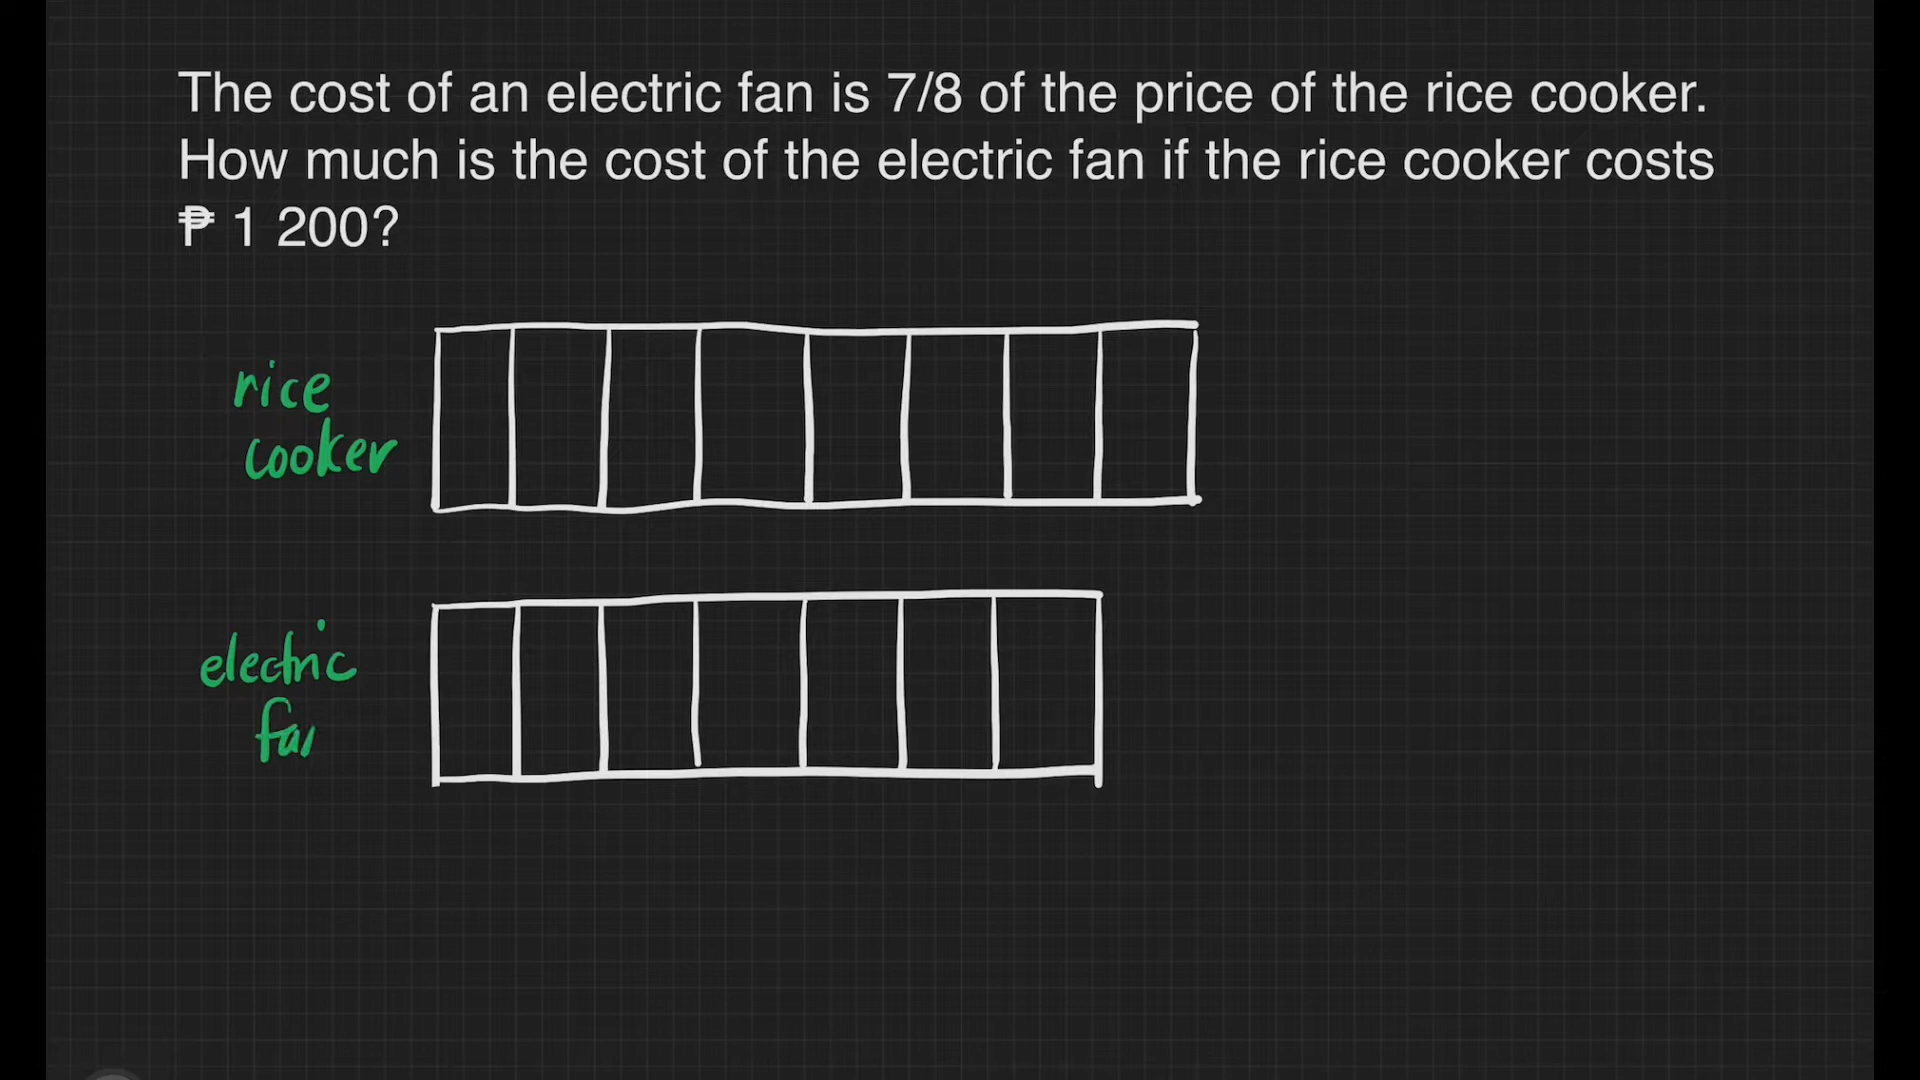 The cost of an electric fan is 7/8 of the price of the rice cooker.
How much is the cost of the electric fan if the rice cooker costs
₱ 1 200?
rice
cooker
electric
fan